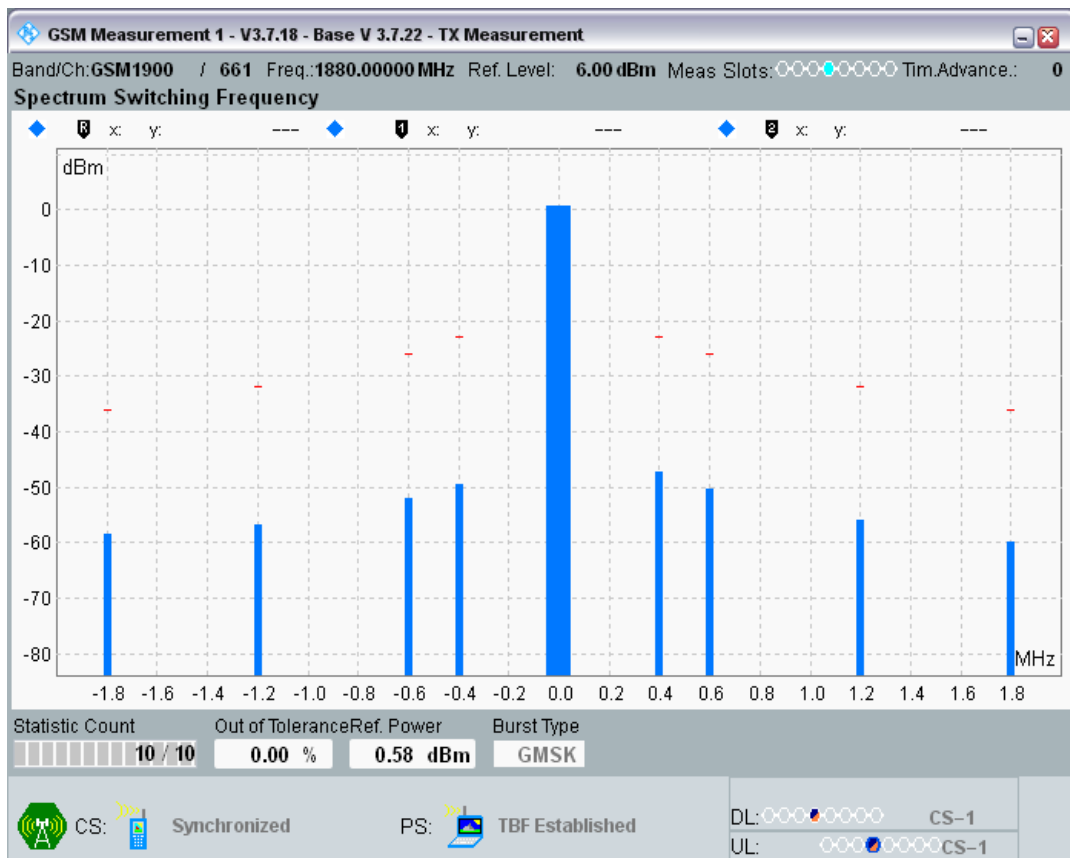 GSM Measurement 1 - V3.7.18 - Base V 3.7.22 - TX Measurement
Band/Ch:GSM1900 / 661 Freq.:1880.00000 MHz Ref. Level: 6.00 dBm Meas Slots: Tim.Advance.: 0
Spectrum Switching Frequency
R x: y: --- 1 x: y: --- 2 x: y: ---
dBm
0
-10
-20
-30
-40
-50
-60
-70
-80
MHz
-1.8 -1.6 -1.4 -1.2 -1.0 -0.8 -0.6 -0.4 -0.2 0.0 0.2 0.4 0.6 0.8 1.0 1.2 1.4 1.6 1.8
Statistic Count Out of Tolerance Ref. Power Burst Type
10 / 10 0.00 % 0.58 dBm GMSK
CS: Synchronized PS: TBF Established
DL: CS-1
UL: CS-1